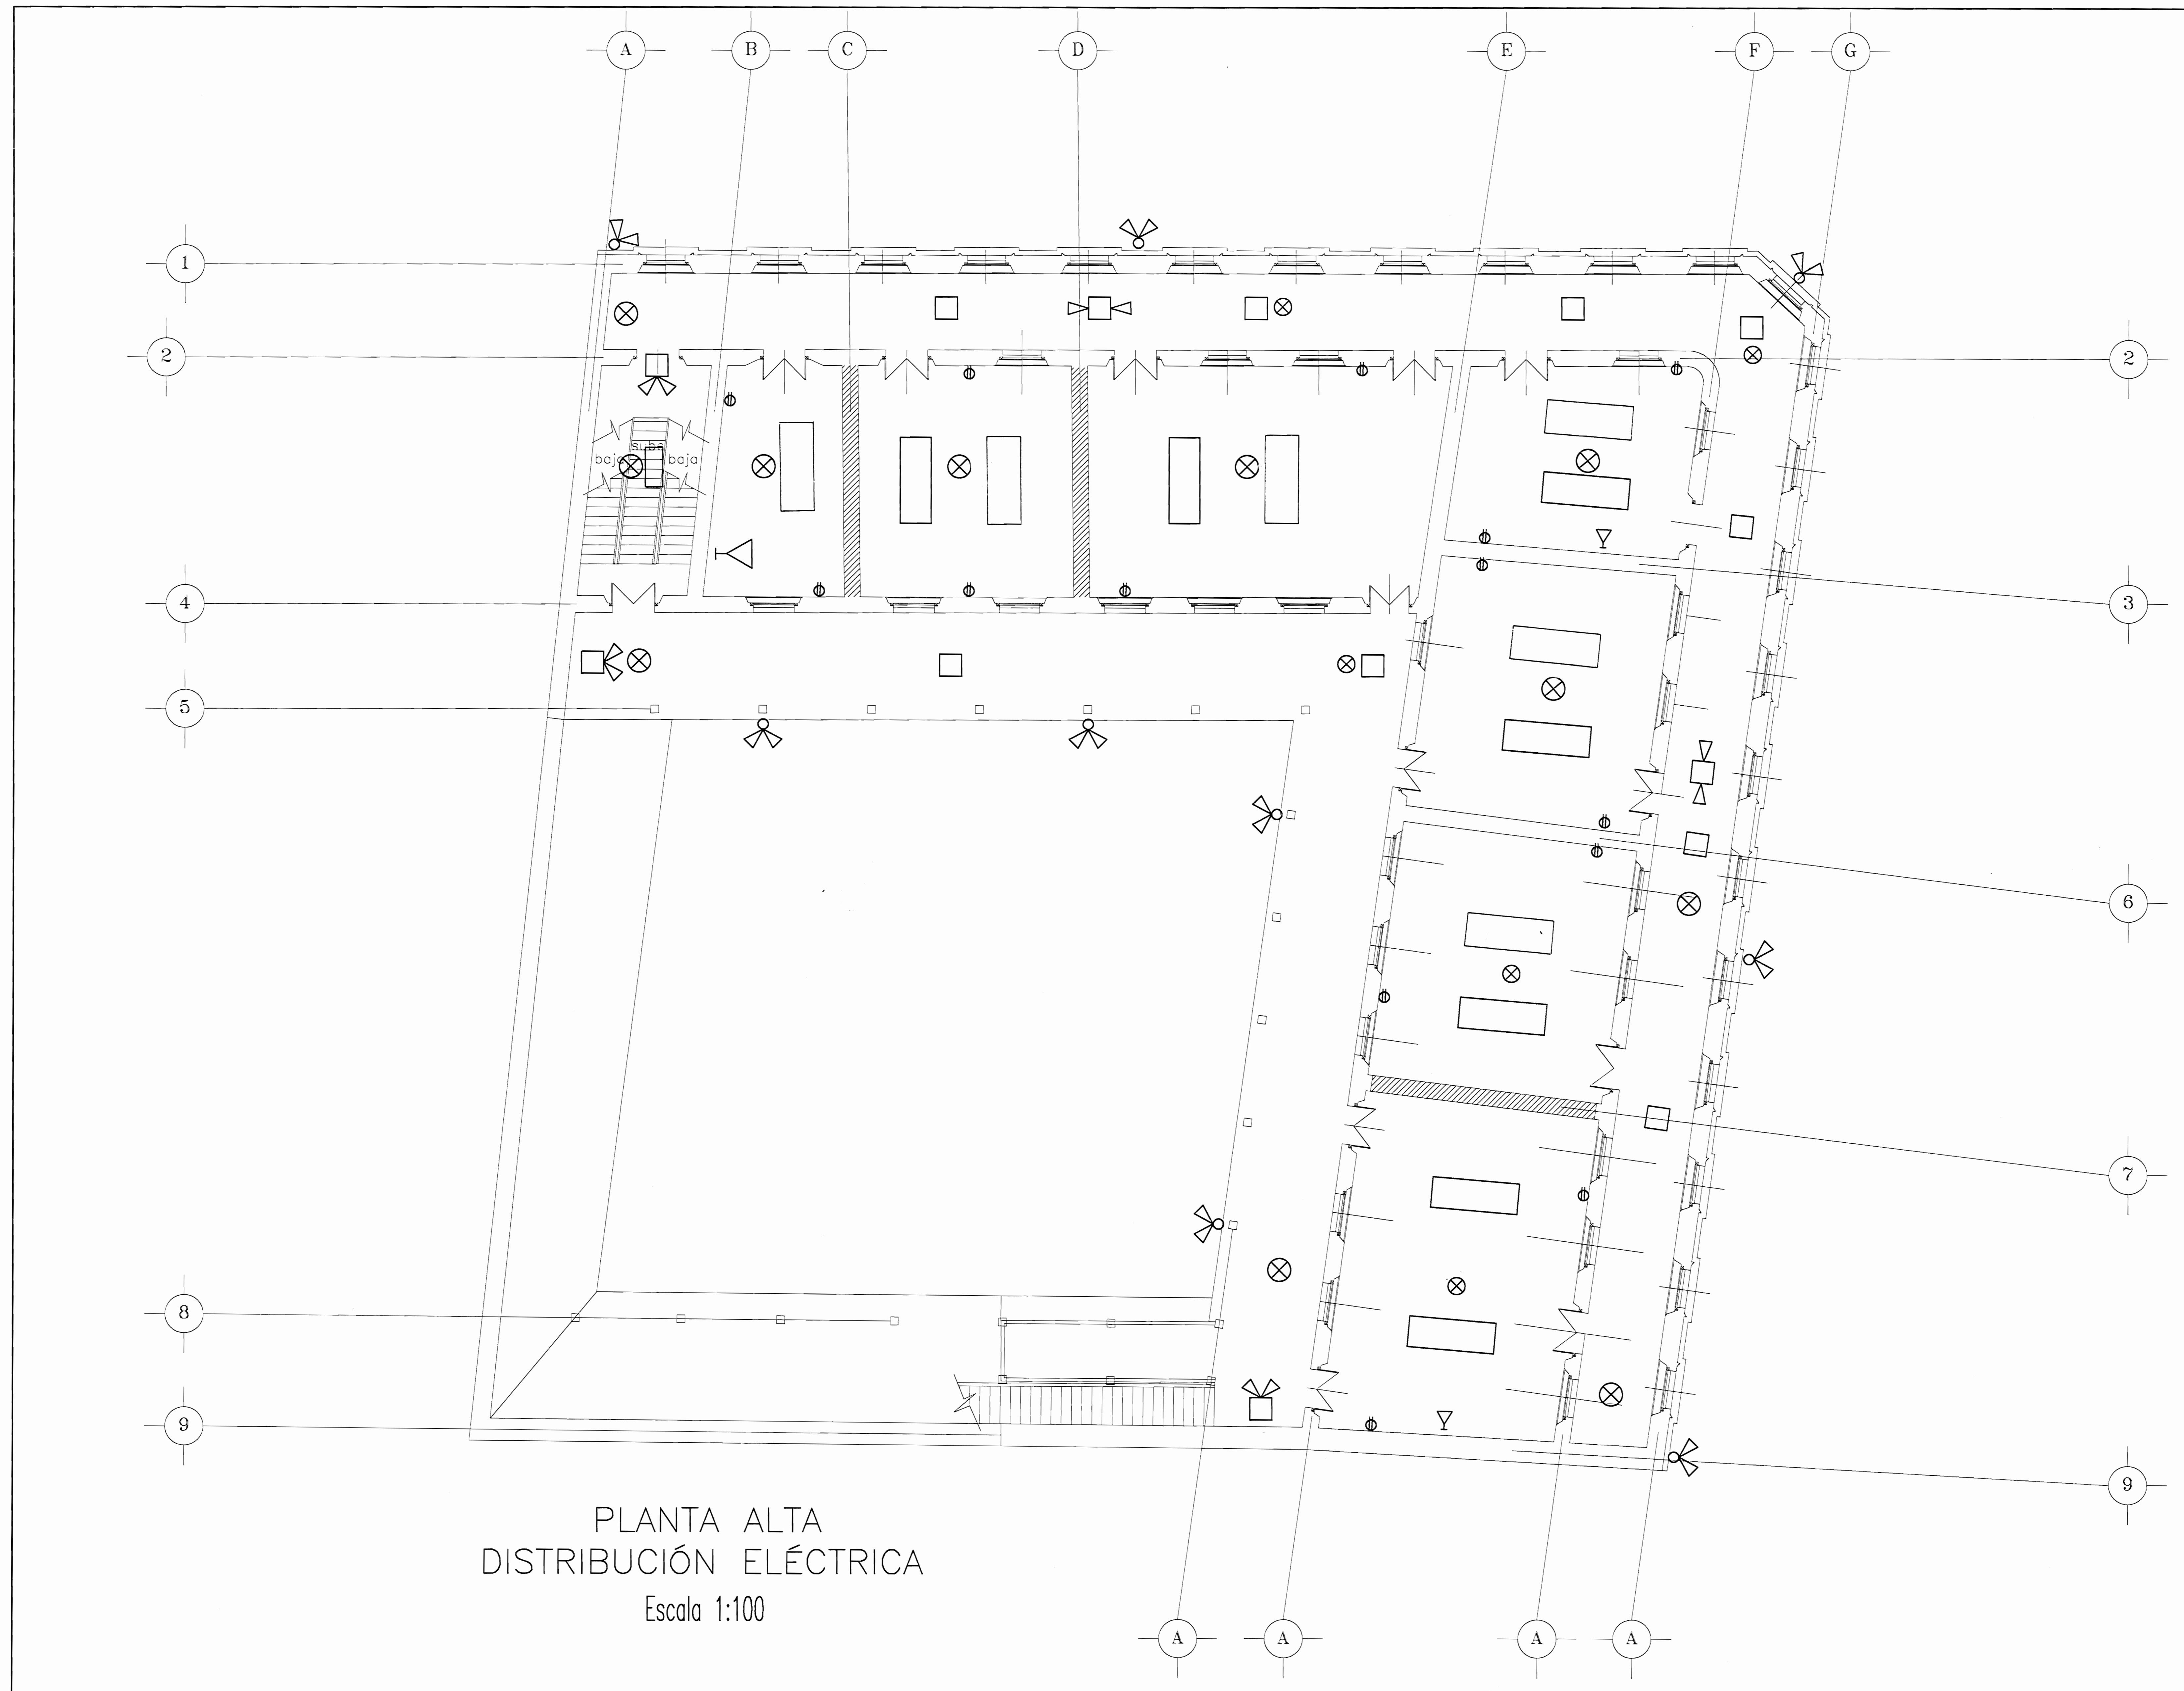 A B C D E F G
1
2 2
sube
baja baja
4 3
5
6
7
8
9
9
PLANTA ALTA
DISTRIBUCIÓN ELÉCTRICA
Escala 1:100
A A A A